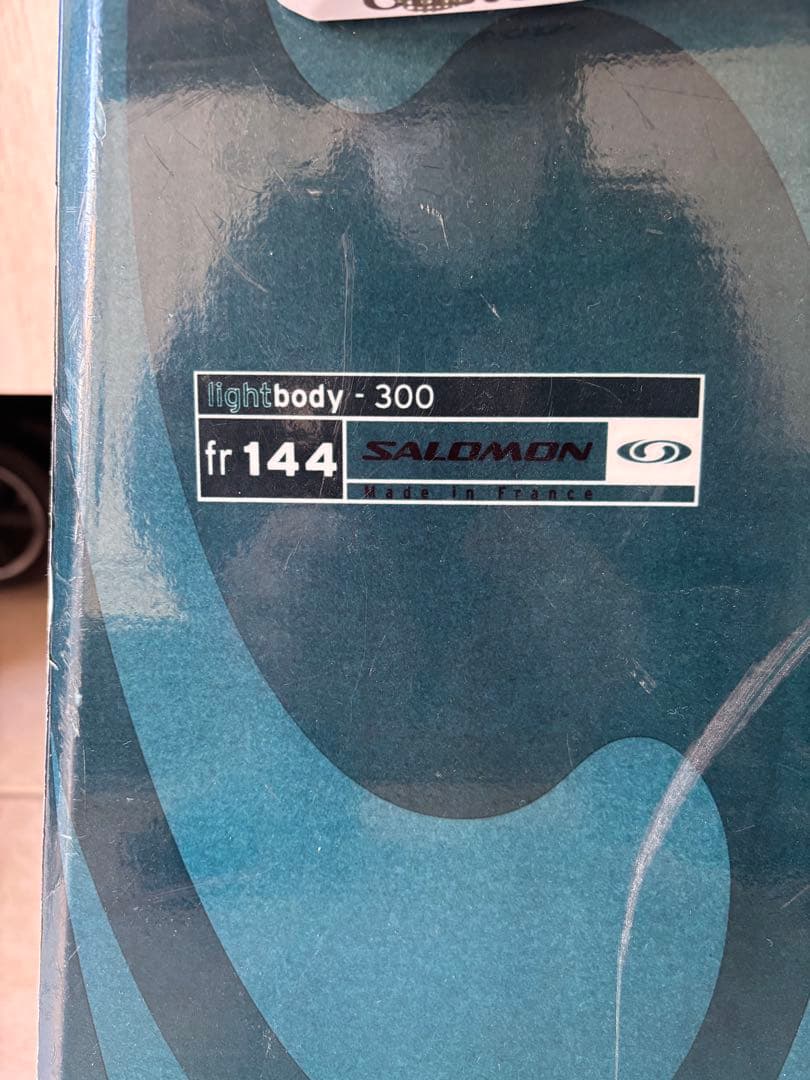 lightbody - 300
fr 144
SALOMON
Made In France